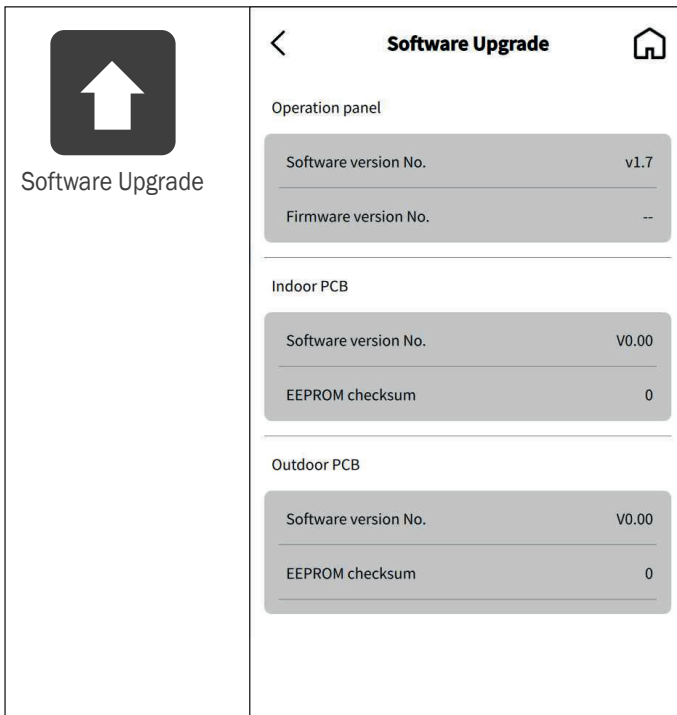 Software Upgrade
Software Upgrade
Operation panel
Software version No. v1.7
Firmware version No. --
Indoor PCB
Software version No. V0.00
EEPROM checksum 0
Outdoor PCB
Software version No. V0.00
EEPROM checksum 0